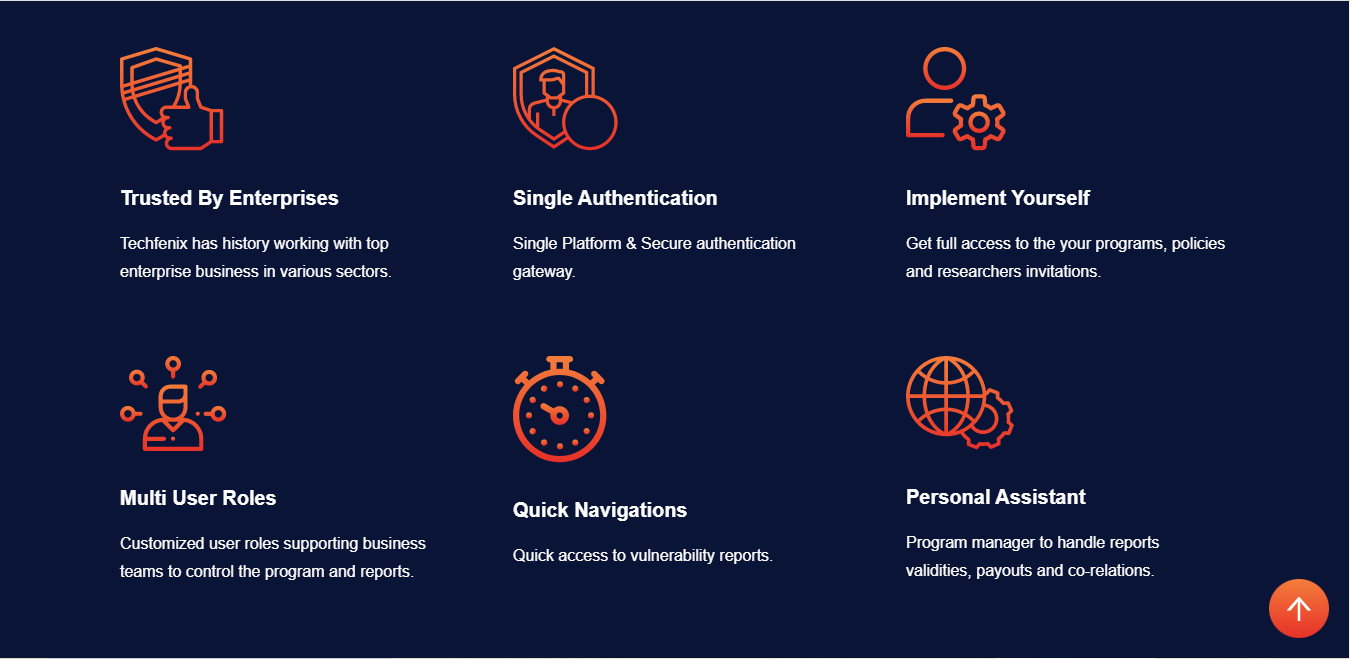 Trusted By Enterprises
Techfenix has history working with top
enterprise business in various sectors.
Single Authentication
Single Platform & Secure authentication
gateway.
Implement Yourself
Get full access to the your programs, policies
and researchers invitations.
Multi User Roles
Customized user roles supporting business
teams to control the program and reports.
Quick Navigations
Quick access to vulnerability reports.
Personal Assistant
Program manager to handle reports
validities, payouts and co-relations.